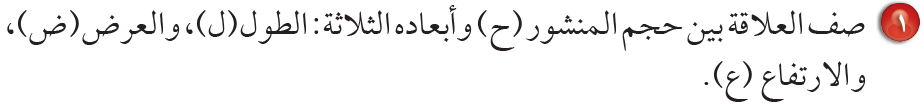 ١ صف العلاقة بين حجم المنشور (ح) وأبعاده الثلاثة: الطول(ل)، والعرض(ض)،
والارتفاع (ع).